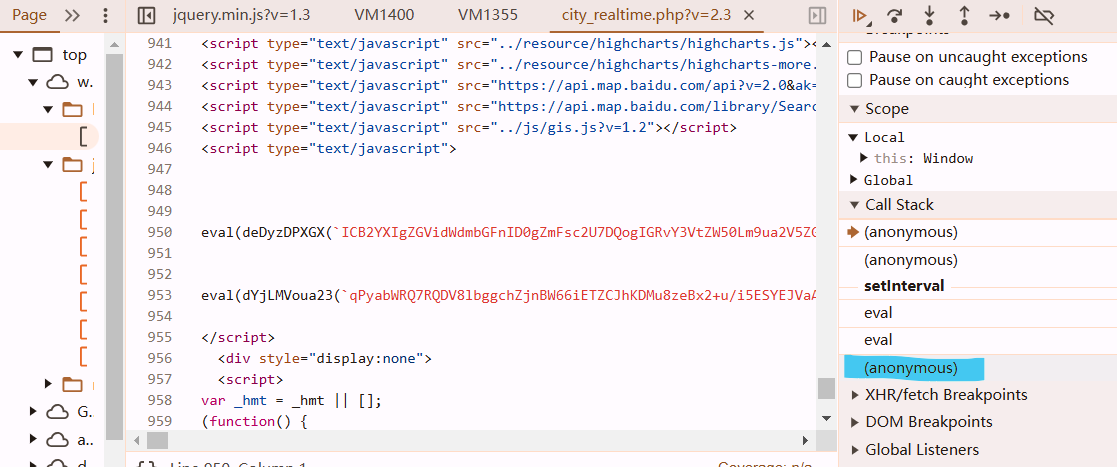 Page
jquery.min.js?v=1.3
VM1400
VM1355
city_realtime.php?v=2.3
top
w.
G.
a..
941 <script type="text/javascript" src="../resource/highcharts/highcharts.js"><
942 <script type="text/javascript" src="../resource/highcharts/highcharts-more.
943 <script type="text/javascript" src="https://api.map.baidu.com/api?v=2.0&ak=
944 <script type="text/javascript" src="https://api.map.baidu.com/library/Sear
945 <script type="text/javascript" src="../js/gis.js?v=1.2"></script>
946 <script type="text/javascript">
947
948
949
950 eval(deDyzDPXGX(`ICB2YXIgZGVidWdmbGFnID0gZmFsc2U7DQogIGRvY3VtZW50Lm9ua2V5ZG
951
952
953 eval(dYjLMVoua23(`qPyabWRQ7RQDV8lbggchZjnBW66iETZCJhKDMu8zeBx2+u/i5ESYEJVaA
954
955 </script>
956 <div style="display:none">
957 <script>
958 var _hmt = _hmt || [];
959 (function() {
Pause on uncaught exceptions
Pause on caught exceptions
Scope
Local
this: Window
Global
Call Stack
(anonymous)
(anonymous)
setInterval
eval
eval
(anonymous)
XHR/fetch Breakpoints
DOM Breakpoints
Global Listeners